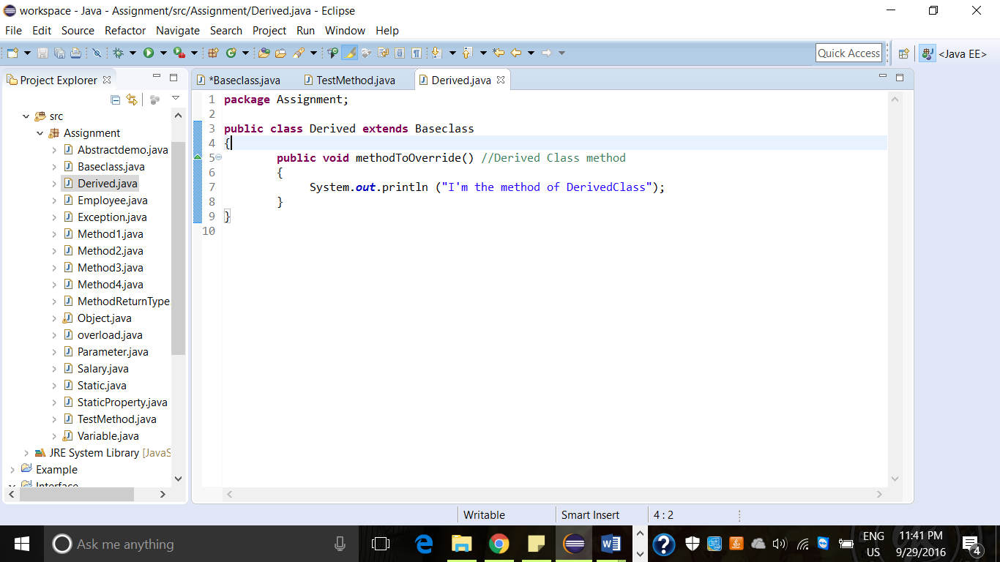 workspace - Java - Assignment/src/Assignment/Derived.java - Eclipse
File Edit Source Refactor Navigate Search Project Run Window Help
Quick Access
<Java EE>
Project Explorer
*Baseclass.java TestMethod.java Derived.java
src
Assignment
Abstractdemo.java
Baseclass.java
Derived.java
Employee.java
Exception.java
Method1.java
Method2.java
Method3.java
Method4.java
MethodReturnType
Object.java
overload.java
Parameter.java
Salary.java
Static.java
StaticProperty.java
TestMethod.java
Variable.java
JRE System Library [JavaS
Example
Interface
1 package Assignment;
2
3 public class Derived extends Baseclass
4 {
5 public void methodToOverride() //Derived Class method
6 {
7 System.out.println ("I'm the method of DerivedClass");
8 }
9 }
10
Writable Smart Insert 4 : 2
Ask me anything
ENG
US
11:41 PM
9/29/2016
4